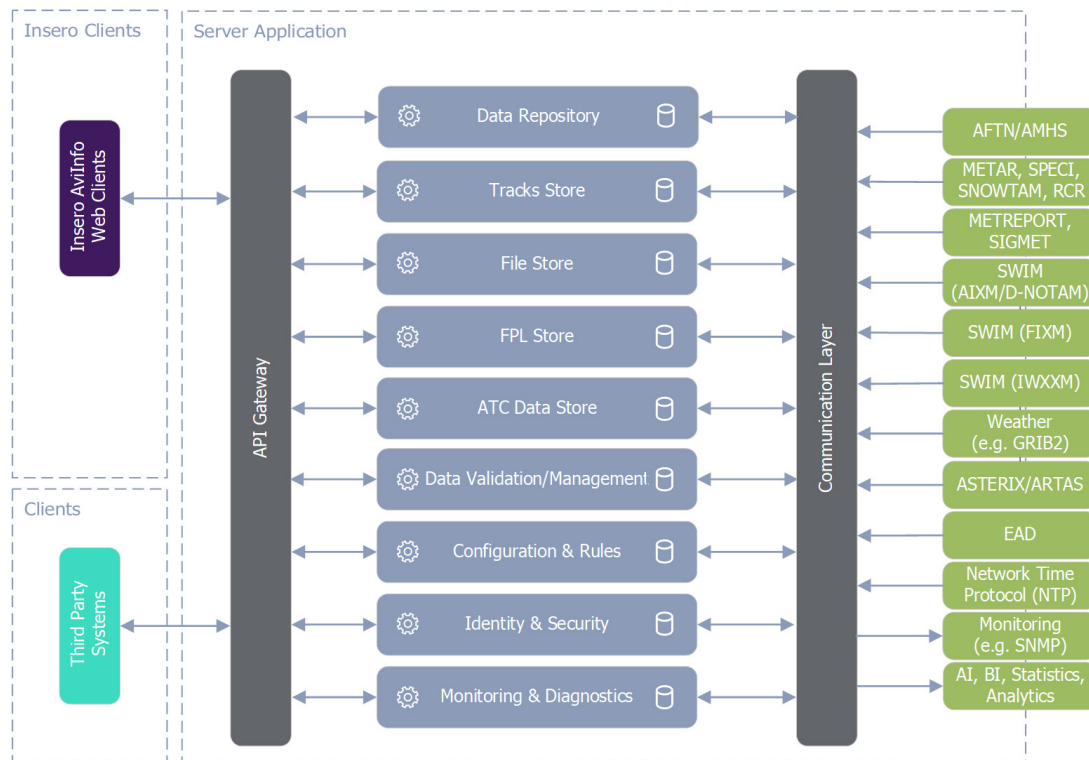 Insero Clients
Server Application
Insero AviInfo
Web Clients
Clients
Third Party
Systems
API Gateway
Data Repository
Tracks Store
File Store
FPL Store
ATC Data Store
Data Validation/Management
Configuration & Rules
Identity & Security
Monitoring & Diagnostics
Communication Layer
AFTN/AMHS
METAR, SPECI,
SNOWTAM, RCR
METREPORT,
SIGMET
SWIM
(AIXM/D-NOTAM)
SWIM (FIXM)
SWIM (IWXXM)
Weather
(e.g. GRIB2)
ASTERIX/ARTAS
EAD
Network Time
Protocol (NTP)
Monitoring
(e.g. SNMP)
AI, BI, Statistics,
Analytics